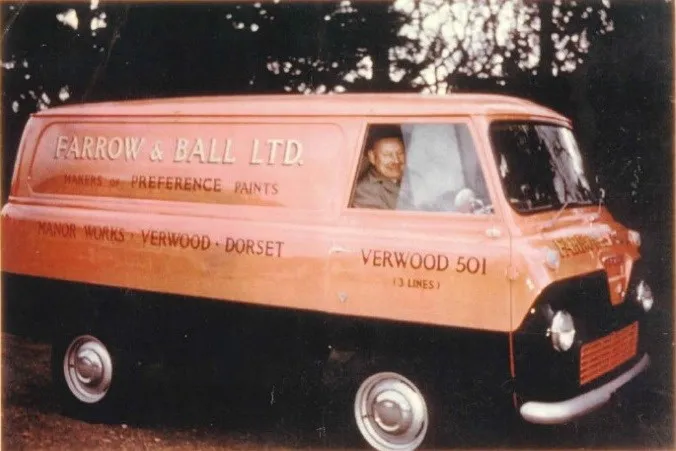 FARROW & BALL LTD.
MAKERS OF PREFERENCE PAINTS
MANOR WORKS · VERWOOD · DORSET
VERWOOD 501
(3 LINES)